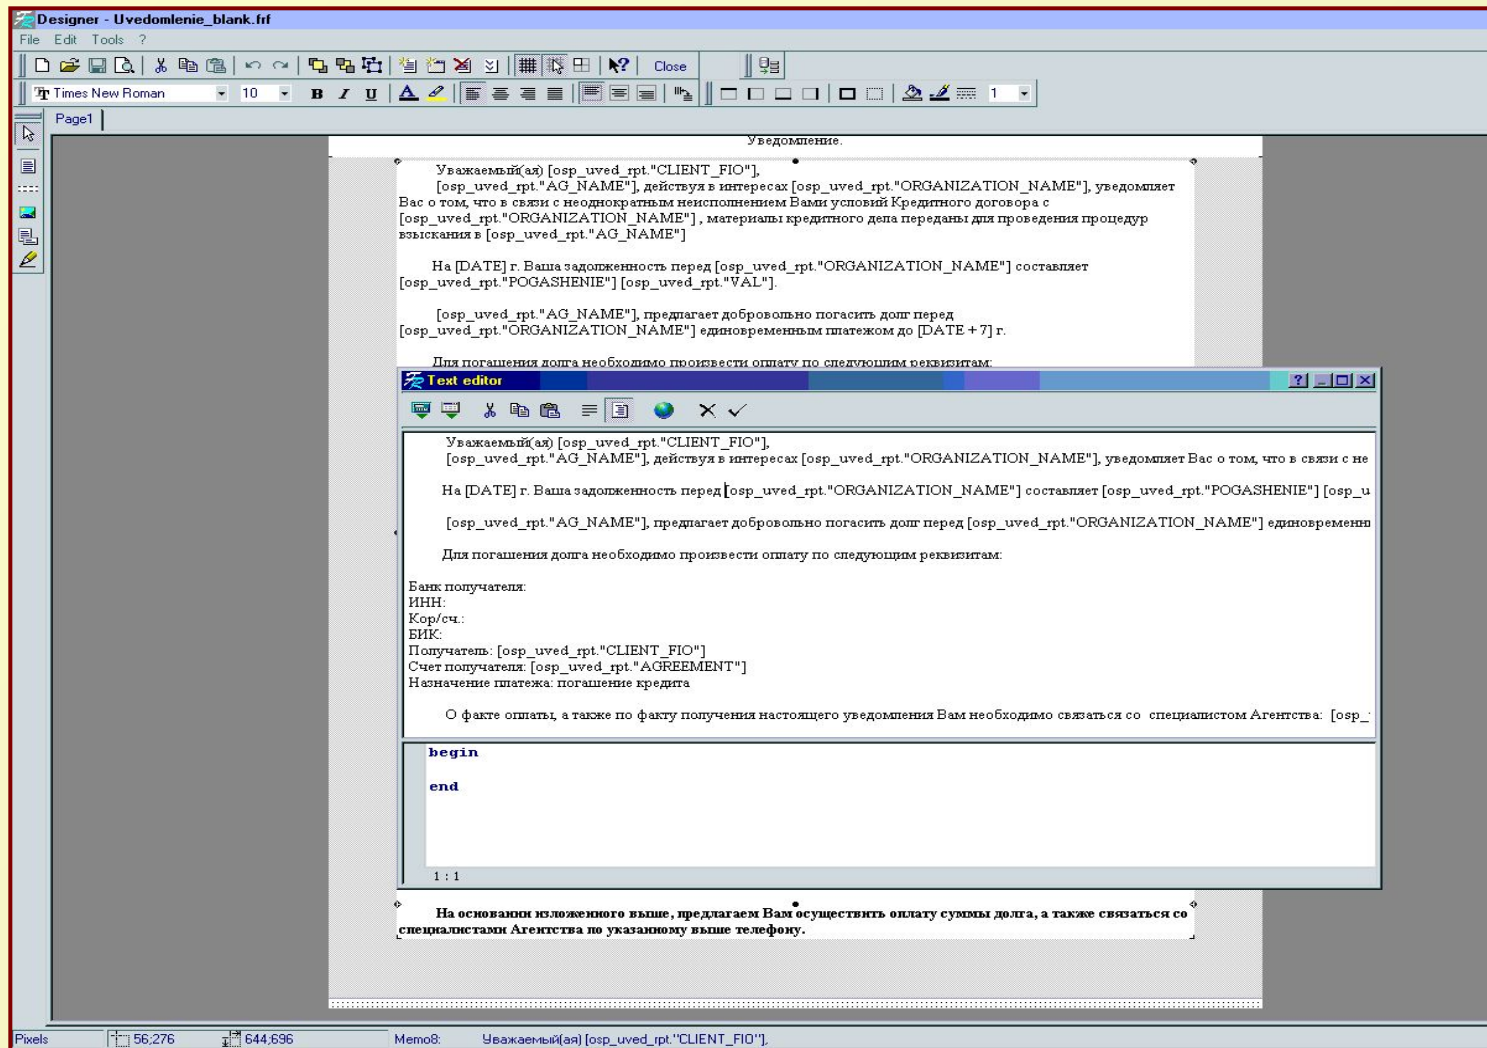 Designer - Uvedomlenie_blank.frf
File Edit Tools ?
Close
Times New Roman 10 B I U A 1
Page1
Уведомление.
Уважаемый(ая) [osp_uved_rpt."CLIENT_FIO"],
[osp_uved_rpt."AG_NAME"], действуя в интересах [osp_uved_rpt."ORGANIZATION_NAME"], уведомляет
Вас о том, что в связи с неоднократным неисполнением Вами условий Кредитного договора с
[osp_uved_rpt."ORGANIZATION_NAME"] , материалы кредитного дела переданы для проведения процедур
взыскания в [osp_uved_rpt."AG_NAME"]
На [DATE] г. Ваша задолженность перед [osp_uved_rpt."ORGANIZATION_NAME"] составляет
[osp_uved_rpt."POGASHENIE"] [osp_uved_rpt."VAL"].
[osp_uved_rpt."AG_NAME"], предлагает добровольно погасить долг перед
[osp_uved_rpt."ORGANIZATION_NAME"] единовременным платежом до [DATE + 7] г.
Для погашения долга необходимо произвести оплату по следующим реквизитам:
Text editor
Уважаемый(ая) [osp_uved_rpt."CLIENT_FIO"],
[osp_uved_rpt."AG_NAME"], действуя в интересах [osp_uved_rpt."ORGANIZATION_NAME"], уведомляет Вас о том, что в связи с не
На [DATE] г. Ваша задолженность перед [osp_uved_rpt."ORGANIZATION_NAME"] составляет [osp_uved_rpt."POGASHENIE"] [osp_u
[osp_uved_rpt."AG_NAME"], предлагает добровольно погасить долг перед [osp_uved_rpt."ORGANIZATION_NAME"] единовременн
Для погашения долга необходимо произвести оплату по следующим реквизитам:
Банк получателя:
ИНН:
Кор/сч.:
БИК:
Получатель: [osp_uved_rpt."CLIENT_FIO"]
Счет получателя: [osp_uved_rpt."AGREEMENT"]
Назначение платежа: погашение кредита
О факте оплаты, а также по факту получения настоящего уведомления Вам необходимо связаться со специалистом Агентства: [osp_
begin
end
1 : 1
На основании изложенного выше, предлагаем Вам осуществить оплату суммы долга, а также связаться со
специалистами Агентства по указанному выше телефону.
Pixels 56;276 644;696 Memo8: Уважаемый(ая) [osp_uved_rpt."CLIENT_FIO"],